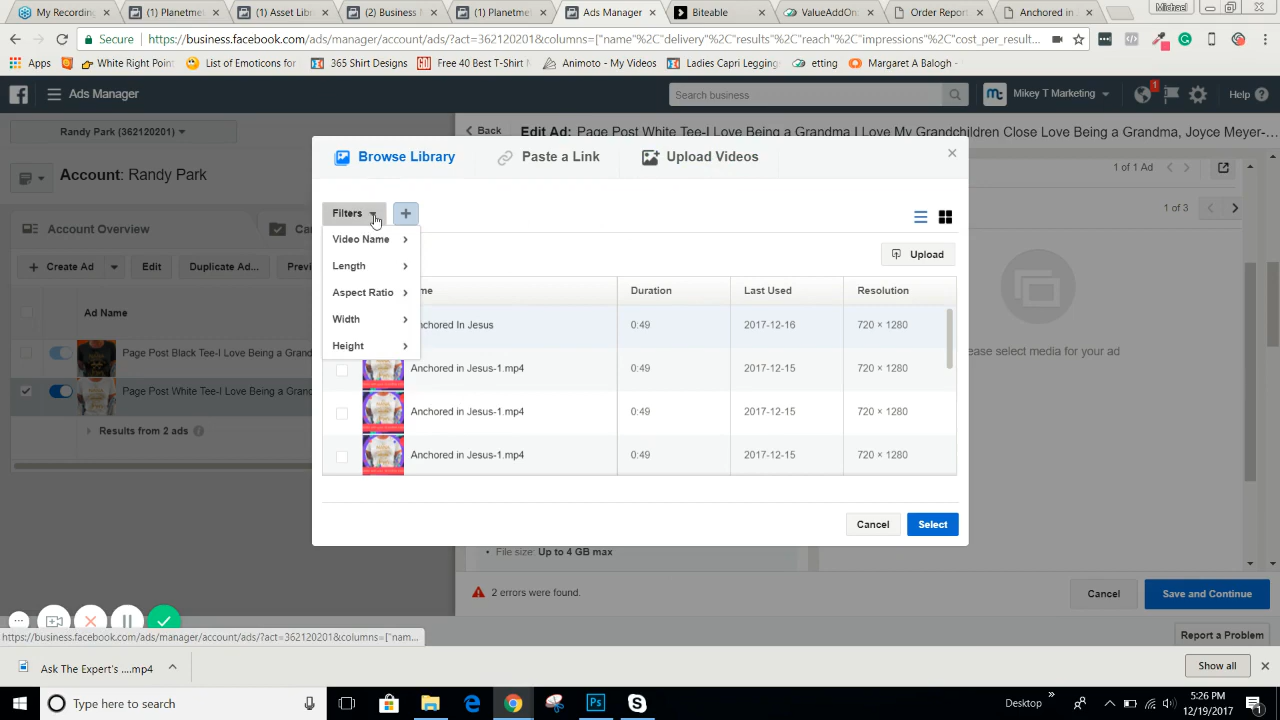 My Recording
(1) Planetme
(1) Asset Lib
(2) Business
(1) Planetme
Ads Manager
Biteable
ValueAddOn
Order Report
Anchored in
Michael
Secure
https://business.facebook.com/ads/manager/account/ads/?act=362120201&columns=["name"%2C"delivery%2C"results"%2C"reach"%2C"impressions"%2C"cost_per_resul...
Apps
White Right Point
List of Emoticons for
365 Shirt Designs
Free 40 Best T-Shirt
Animoto - My Videos
Ladies Capri Legging
etting
Margaret A Balogh -
Ads Manager
Search business
Mikey T Marketing
1
Help
Randy Park (362120201)
Back
Edit Ad: Page Post White Tee-I Love Being a Grandma I Love My Grandchildren Close Love Being a Grandma, Joyce Meyer-...
Browse Library
Paste a Link
Upload Videos
1 of 1 Ad
Account: Randy Park
1 of 3
Filters
Account Overview
Video Name
Length
Aspect Ratio
Width
Height
Upload
Create Ad
Edit
Duplicate Ad...
me
Duration
Last Used
Resolution
Ad Name
nchored In Jesus
0:49
2017-12-16
720 × 1280
Page Post Black Tee-I Love Being a Grand
ease select media for your ad
Anchored in Jesus-1.mp4
0:49
2017-12-15
720 × 1280
Page Post White Tee-I Love Being a Grand
Anchored in Jesus-1.mp4
0:49
2017-12-15
720 × 1280
Results from 2 ads
Anchored in Jesus-1.mp4
0:49
2017-12-15
720 × 1280
Cancel
Select
• File size: Up to 4 GB max
2 errors were found.
Cancel
Save and Continue
https://business.facebook.com/ads/manager/account/ads/?act=362120201&columns=["nam...
Report a Problem
Ask The Expert's ....mp4
Show all
Type here to search
Ps
Desktop
5:26 PM
12/19/2017
1